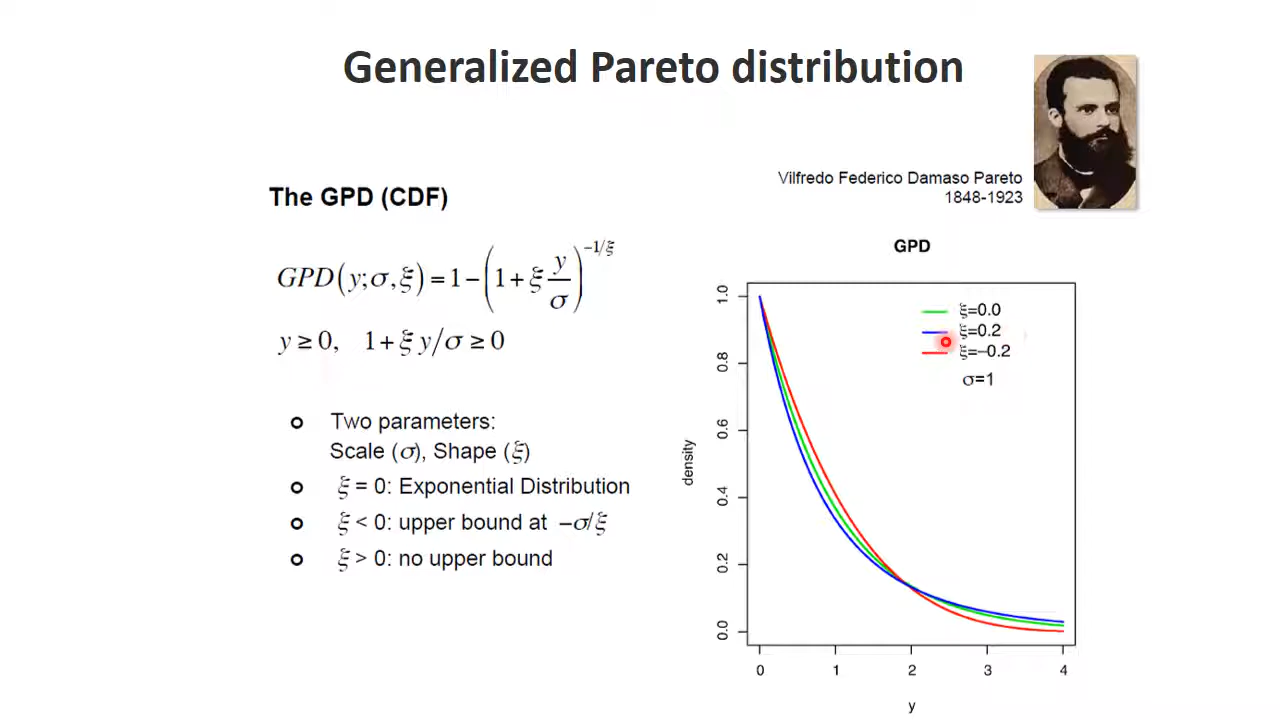 Generalized Pareto distribution
Vilfredo Federico Damaso Pareto
1848-1923
The GPD (CDF)
GPD(y;σ,ξ)=1−(1+ξ y/σ)^−1/ξ
y≥0, 1+ξ y/σ≥0
Two parameters:
Scale (σ), Shape (ξ)
ξ = 0: Exponential Distribution
ξ < 0: upper bound at −σ/ξ
ξ > 0: no upper bound
GPD
ξ=0.0
ξ=0.2
ξ=−0.2
σ=1
density
1.0
0.8
0.6
0.4
0.2
0.0
0 1 2 3 4
y